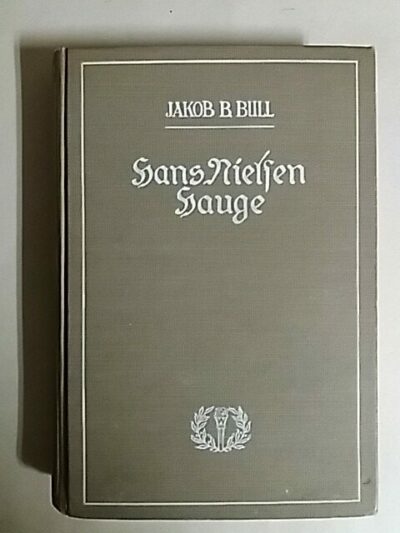 JAKOB B. BULL
Hans Nielsen
Hauge